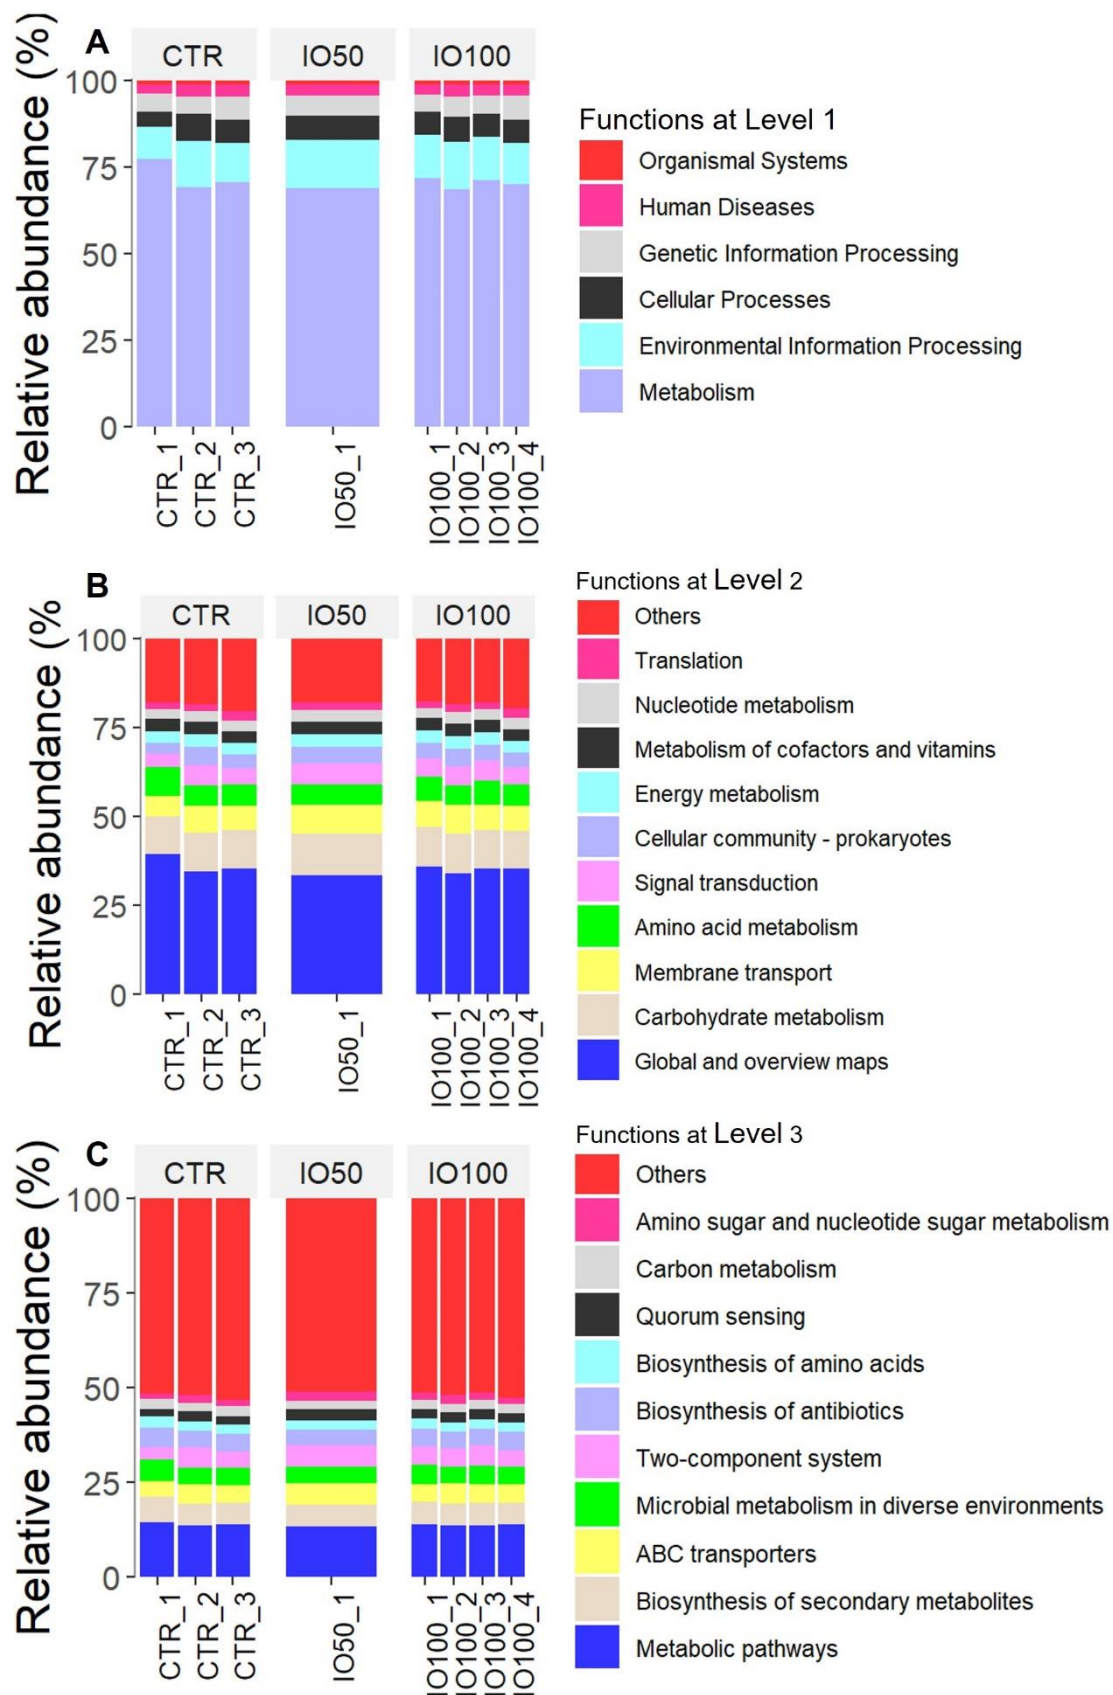 A
CTR
IO50
IO100
Relative abundance (%)
100
75
50
25
0
CTR_1
CTR_2
CTR_3
IO50_1
IO100_1
IO100_2
IO100_3
IO100_4
Functions at Level 1
Organismal Systems
Human Diseases
Genetic Information Processing
Cellular Processes
Environmental Information Processing
Metabolism
B
CTR
IO50
IO100
Relative abundance (%
100
75
50
25
0
CTR_1
CTR_2
CTR_3
IO50_1
IO100_1
IO100_2
IO100_3
IO100_4
Functions at Level 2
Others
Translation
Nucleotide metabolism
Metabolism of cofactors and vitamins
Energy metabolism
Cellular community - prokaryotes
Signal transduction
Amino acid metabolism
Membrane transport
Carbohydrate metabolism
Global and overview maps
C
CTR
IO50
IO100
Relative abundance (%)
100
75
50
25
0
CTR_1
CTR_2
CTR_3
IO50_1
IO100_1
IO100_2
IO100_3
IO100_4
Functions at Level 3
Others
Amino sugar and nucleotide sugar metabolism
Carbon metabolism
Quorum sensing
Biosynthesis of amino acids
Biosynthesis of antibiotics
Two-component system
Microbial metabolism in diverse environments
ABC transporters
Biosynthesis of secondary metabolites
Metabolic pathways